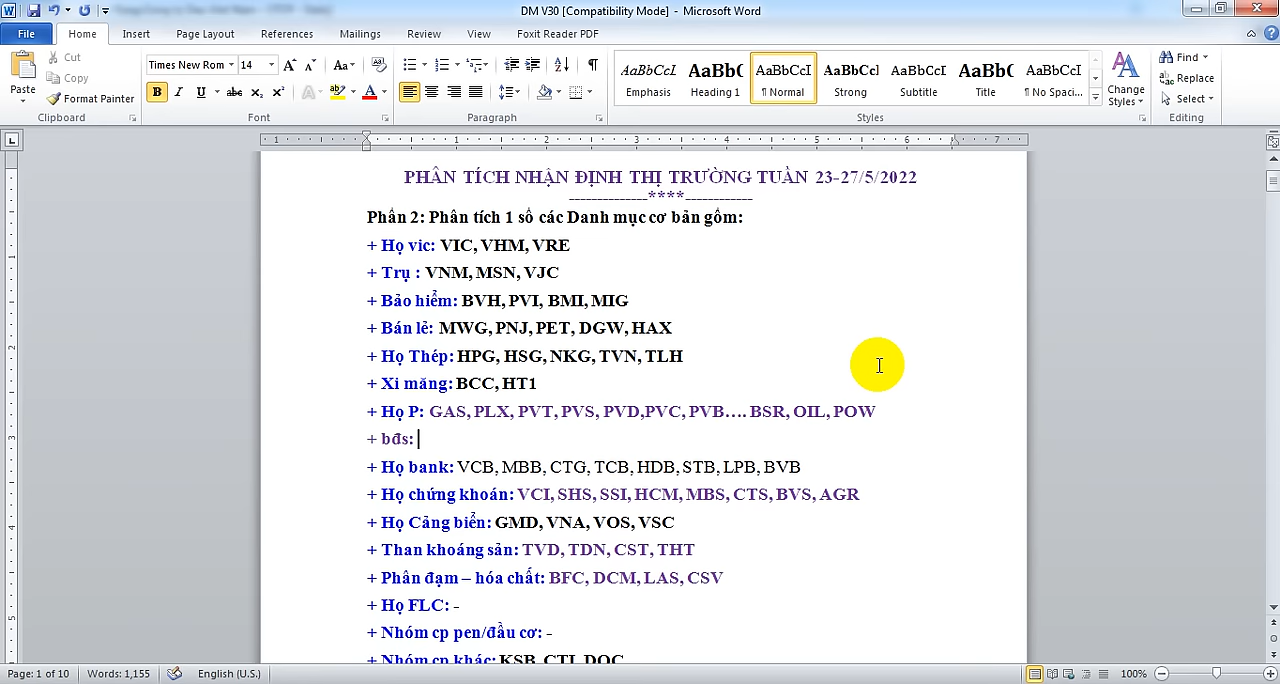 DM V30 [Compatibility Mode] - Microsoft Word
File Home Insert Page Layout References Mailings Review View Foxit Reader PDF
Paste
Cut
Copy
Format Painter
Clipboard
Times New Rom 14
Font
Paragraph
AaBbCcI AaBb( AaBbCcI AaBbCcl AaBbCcI AaBb( AaBbCcI
Emphasis Heading 1 ¶ Normal Strong Subtitle Title ¶ No Spaci...
Styles
Change Styles
Find
Replace
Select
Editing
PHÂN TÍCH NHẬN ĐỊNH THỊ TRƯỜNG TUẦN 23-27/5/2022
--------------****------------
Phần 2: Phân tích 1 số các Danh mục cơ bản gồm:
+ Họ vic: VIC, VHM, VRE
+ Trụ : VNM, MSN, VJC
+ Bảo hiểm: BVH, PVI, BMI, MIG
+ Bán lẻ: MWG, PNJ, PET, DGW, HAX
+ Họ Thép: HPG, HSG, NKG, TVN, TLH
+ Xi măng: BCC, HT1
+ Họ P: GAS, PLX, PVT, PVS, PVD,PVC, PVB…. BSR, OIL, POW
+ bđs:
+ Họ bank: VCB, MBB, CTG, TCB, HDB, STB, LPB, BVB
+ Họ chứng khoán: VCI, SHS, SSI, HCM, MBS, CTS, BVS, AGR
+ Họ Cảng biển: GMD, VNA, VOS, VSC
+ Than khoáng sản: TVD, TDN, CST, THT
+ Phân đạm – hóa chất: BFC, DCM, LAS, CSV
+ Họ FLC: -
+ Nhóm cp pen/đầu cơ: -
+ Nhóm cp khác: KSB, CTI, DQC
Page: 1 of 10 Words: 1,155 English (U.S.) 100%